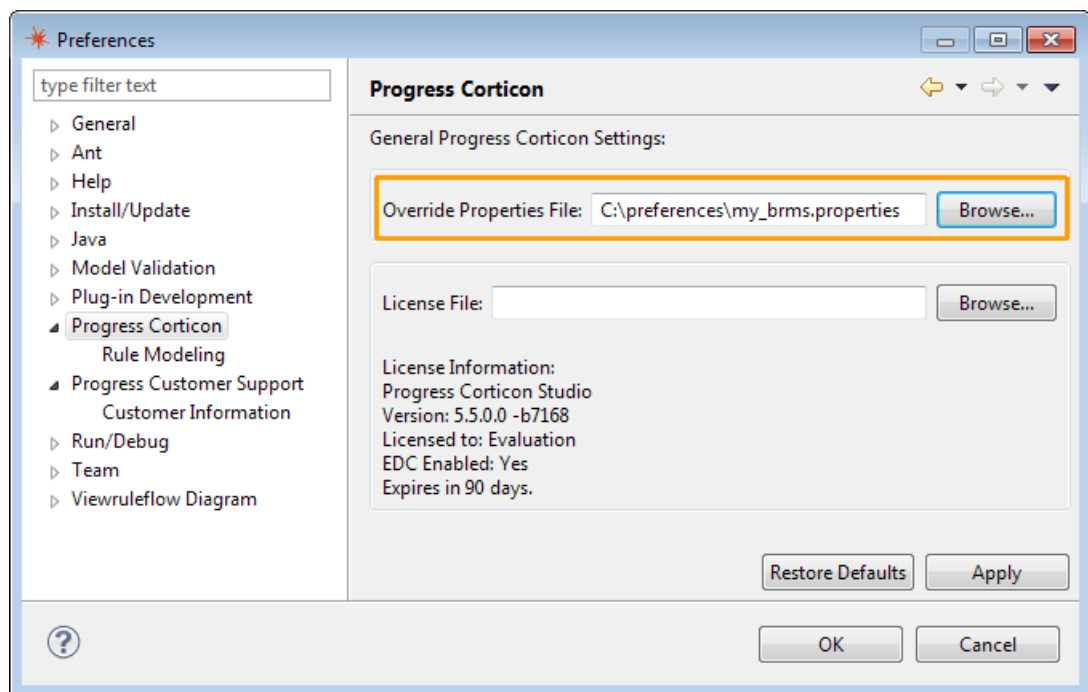 Preferences
type filter text
General
Ant
Help
Install/Update
Java
Model Validation
Plug-in Development
Progress Corticon
Rule Modeling
Progress Customer Support
Customer Information
Run/Debug
Team
Viewruleflow Diagram
Progress Corticon
General Progress Corticon Settings:
Override Properties File: C:\preferences\my_brms.properties Browse...
License File: Browse...
License Information:
Progress Corticon Studio
Version: 5.5.0.0 -b7168
Licensed to: Evaluation
EDC Enabled: Yes
Expires in 90 days.
Restore Defaults Apply
? OK Cancel